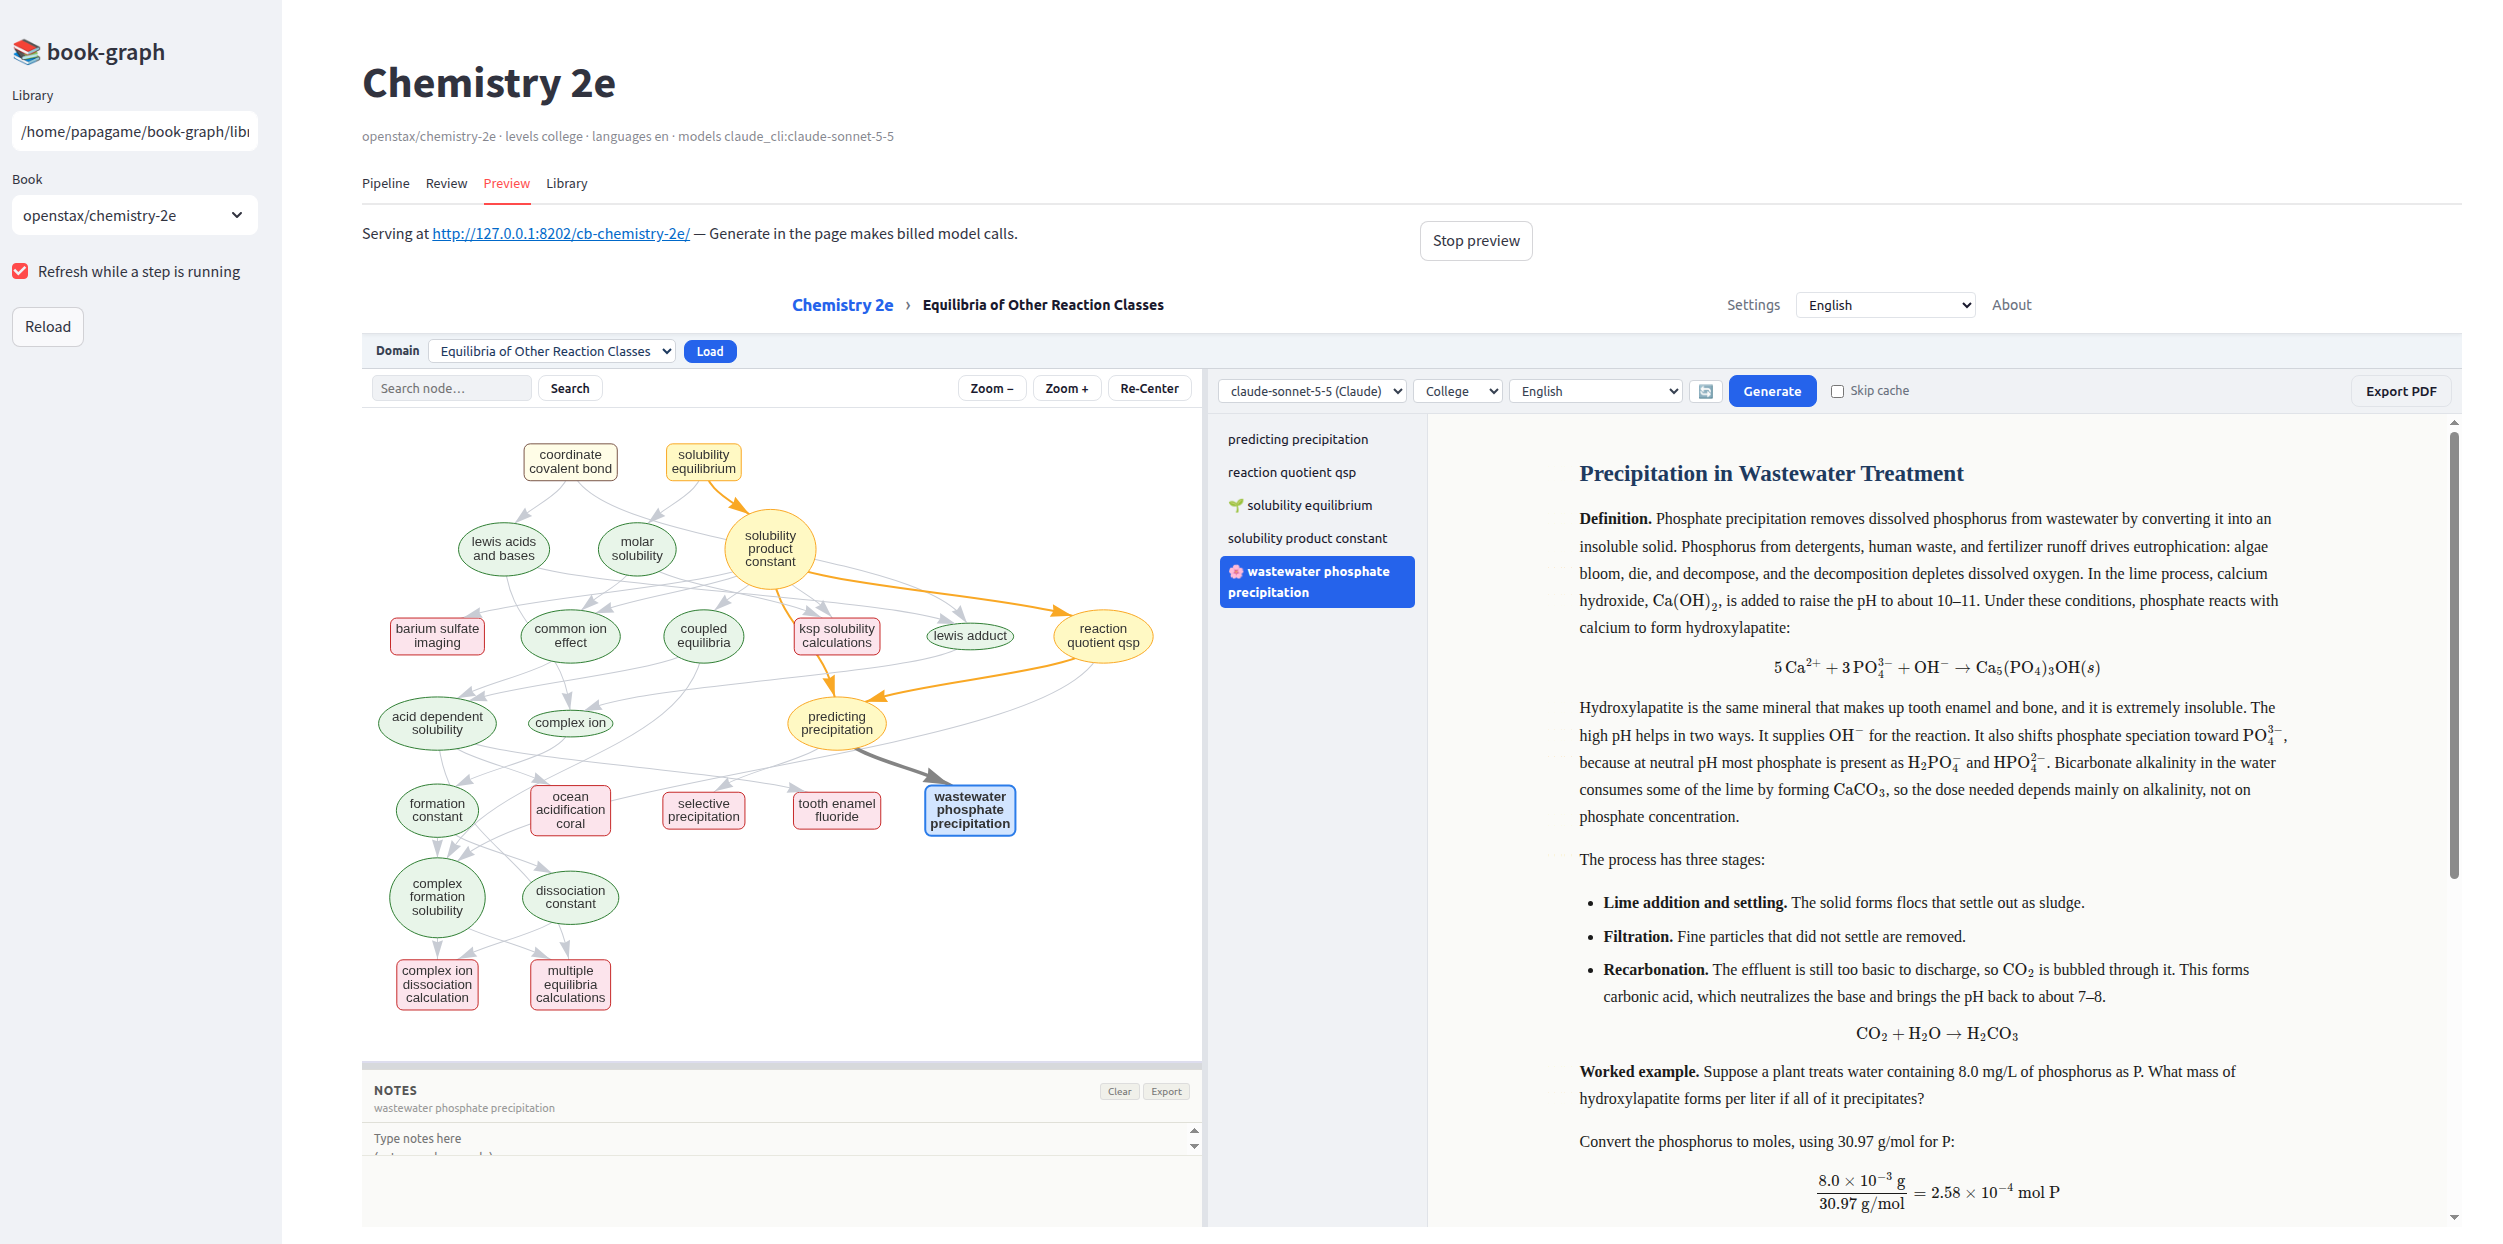 📚 book-graph
Library
/home/papagame/book-graph/libr
Book
openstax/chemistry-2e
Refresh while a step is running
Reload
Chemistry 2e
openstax/chemistry-2e · levels college · languages en · models claude_cli:claude-sonnet-5-5
Pipeline Review Preview Library
Serving at http://127.0.0.1:8202/cb-chemistry-2e/ — Generate in the page makes billed model calls.
Stop preview
Chemistry 2e › Equilibria of Other Reaction Classes
Settings English About
Domain Equilibria of Other Reaction Classes Load
Search node... Search Zoom − Zoom + Re-Center
coordinate
covalent bond
solubility
equilibrium
lewis acids
and bases
molar
solubility
solubility
product
constant
barium sulfate
imaging
common ion
effect
coupled
equilibria
ksp solubility
calculations
lewis adduct
reaction
quotient qsp
acid dependent
solubility
complex ion
predicting
precipitation
formation
constant
ocean
acidification
coral
selective
precipitation
tooth enamel
fluoride
wastewater
phosphate
precipitation
complex
formation
solubility
dissociation
constant
complex ion
dissociation
calculation
multiple
equilibria
calculations
NOTES
Clear Export
wastewater phosphate precipitation
Type notes here
claude-sonnet-5-5 (Claude) College English 🔄 Generate Skip cache Export PDF
predicting precipitation
reaction quotient qsp
🌱 solubility equilibrium
solubility product constant
🌸 wastewater phosphate
precipitation
Precipitation in Wastewater Treatment
Definition. Phosphate precipitation removes dissolved phosphorus from wastewater by converting it into an
insoluble solid. Phosphorus from detergents, human waste, and fertilizer runoff drives eutrophication: algae
bloom, die, and decompose, and the decomposition depletes dissolved oxygen. In the lime process, calcium
hydroxide, Ca(OH)₂, is added to raise the pH to about 10–11. Under these conditions, phosphate reacts with
calcium to form hydroxylapatite:
5 Ca²⁺ + 3 PO₄³⁻ + OH⁻ → Ca₅(PO₄)₃OH(s)
Hydroxylapatite is the same mineral that makes up tooth enamel and bone, and it is extremely insoluble. The
high pH helps in two ways. It supplies OH⁻ for the reaction. It also shifts phosphate speciation toward PO₄³⁻,
because at neutral pH most phosphate is present as H₂PO₄⁻ and HPO₄²⁻. Bicarbonate alkalinity in the water
consumes some of the lime by forming CaCO₃, so the dose needed depends mainly on alkalinity, not on
phosphate concentration.
The process has three stages:
• Lime addition and settling. The solid forms flocs that settle out as sludge.
• Filtration. Fine particles that did not settle are removed.
• Recarbonation. The effluent is still too basic to discharge, so CO₂ is bubbled through it. This forms
carbonic acid, which neutralizes the base and brings the pH back to about 7–8.
CO₂ + H₂O → H₂CO₃
Worked example. Suppose a plant treats water containing 8.0 mg/L of phosphorus as P. What mass of
hydroxylapatite forms per liter if all of it precipitates?
Convert the phosphorus to moles, using 30.97 g/mol for P:
8.0 × 10⁻³ g
30.97 g/mol
= 2.58 × 10⁻⁴ mol P